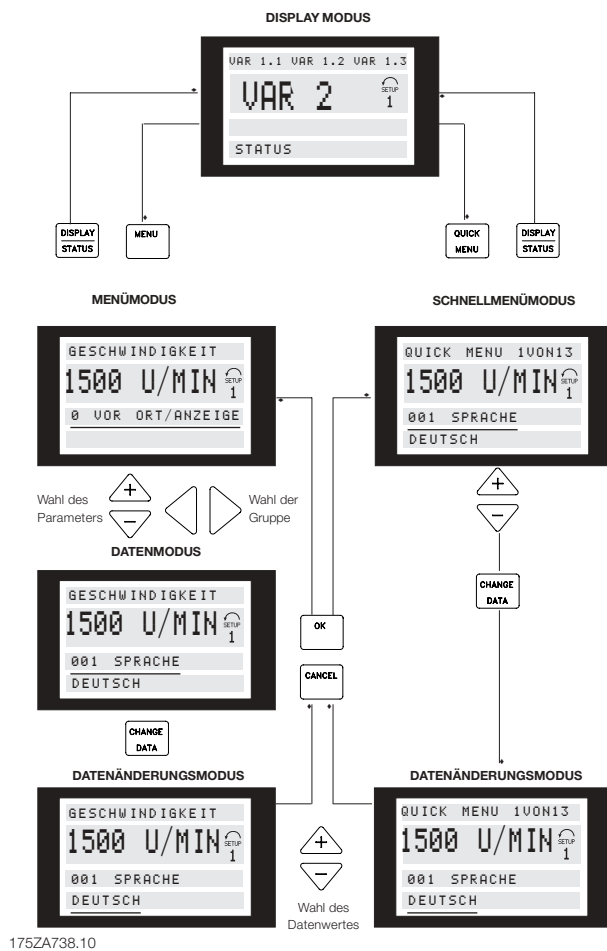 DISPLAY MODUS
VAR 1.1 VAR 1.2 VAR 1.3
VAR 2
SETUP
1
STATUS
DISPLAY
STATUS
MENU
QUICK
MENU
DISPLAY
STATUS
MENÜMODUS
GESCHWINDIGKEIT
1500 U/MIN
SETUP
1
0 VOR ORT/ANZEIGE
SCHNELLMENÜMODUS
QUICK MENU 1VON13
1500 U/MIN
SETUP
1
001 SPRACHE
DEUTSCH
Wahl des
Parameters
+
−
Wahl der
Gruppe
+
−
DATENMODUS
GESCHWINDIGKEIT
1500 U/MIN
SETUP
1
001 SPRACHE
DEUTSCH
CHANGE
DATA
OK
CANCEL
CHANGE
DATA
DATENÄNDERUNGSMODUS
GESCHWINDIGKEIT
1500 U/MIN
SETUP
1
001 SPRACHE
DEUTSCH
+
−
Wahl des
Datenwertes
DATENÄNDERUNGSMODUS
QUICK MENU 1VON13
1500 U/MIN
SETUP
1
001 SPRACHE
DEUTSCH
175ZA738.10